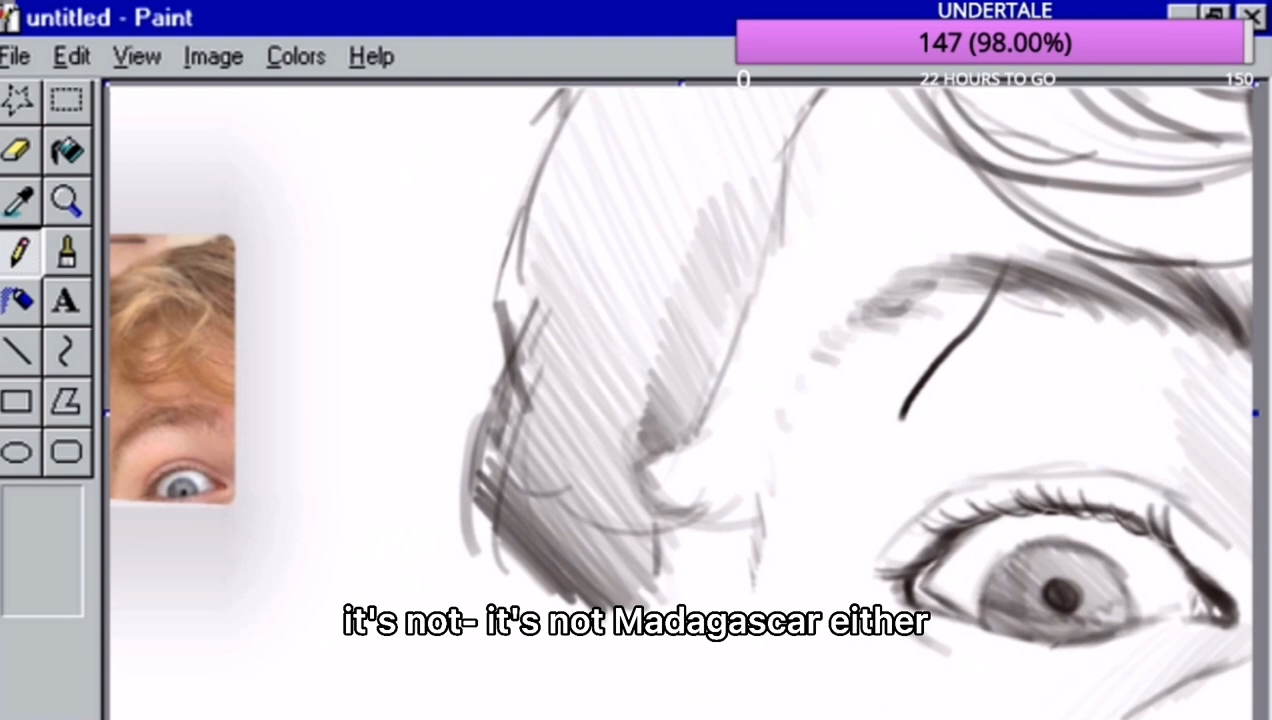 untitled - Paint
UNDERTALE
147 (98.00%)
File Edit View Image Colors Help
0 22 HOURS TO GO 150
A
it's not- it's not Madagascar either